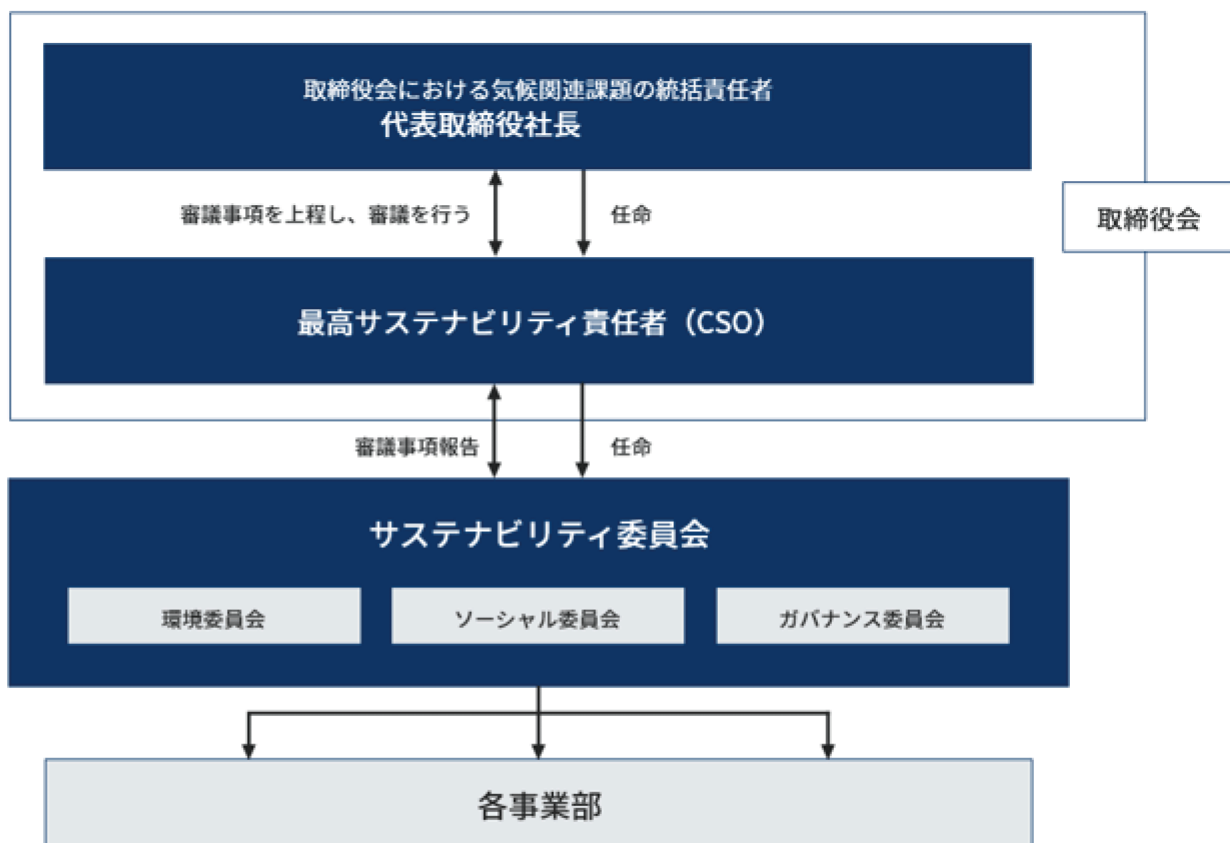 取締役会における気候関連課題の統括責任者
代表取締役社長
審議事項を上程し、審議を行う
任命
取締役会
最高サステナビリティ責任者（CSO）
審議事項報告
任命
サステナビリティ委員会
環境委員会
ソーシャル委員会
ガバナンス委員会
各事業部